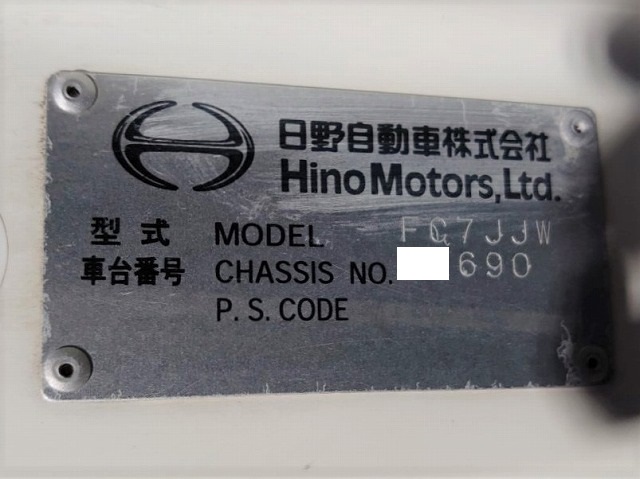 日野自動車株式会社
Hino Motors, Ltd.
型式 MODEL FG7JJW
車台番号 CHASSIS NO. 690
P. S. CODE